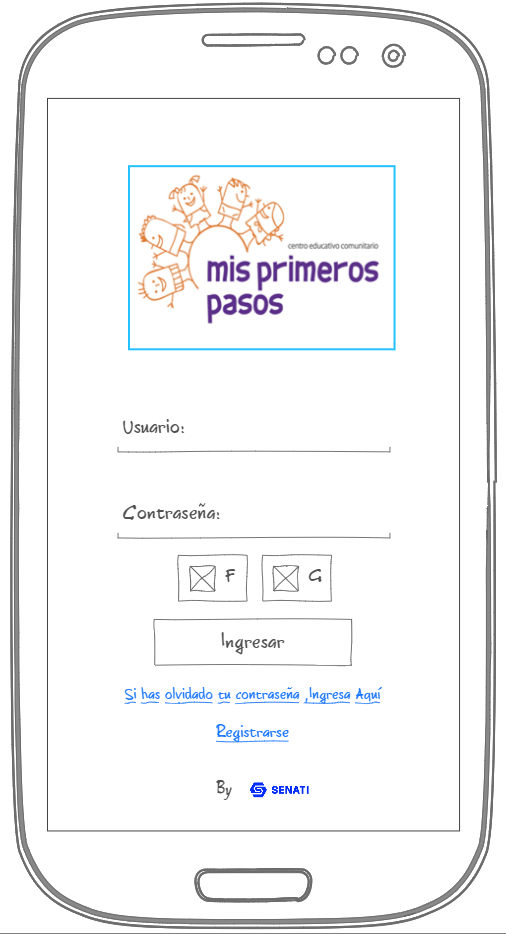 centro educativo comunitario
mis primeros
pasos
Usuario:
Contraseña:
F G
Ingresar
Si has olvidado tu contraseña ,Ingresa Aquí
Registrarse
By SENATI